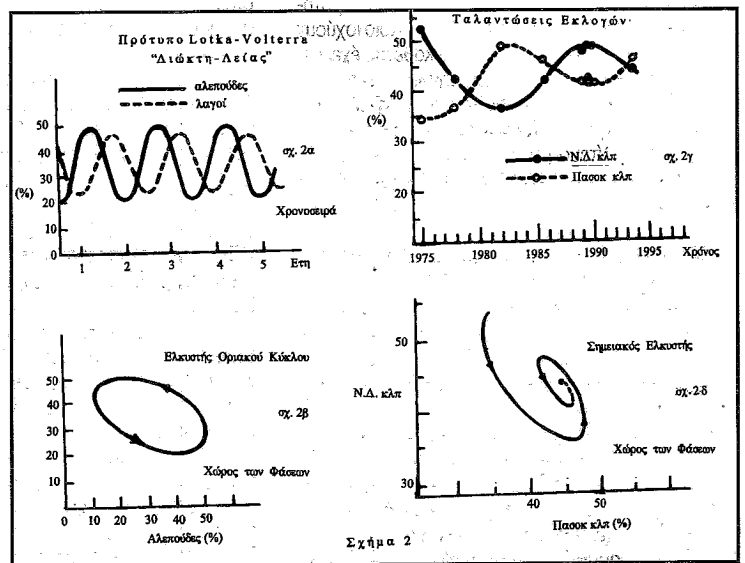 Πρότυπο Lotka-Volterra
"Διώκτη-Λείας"
αλεπούδες
λαγοί
50
40
30
(%)
20
10
0
σχ. 2α
Χρονοσειρά
1
2
3
4
5
Ετη
Ταλαντώσεις Εκλογών
50
40
(%)
30
20
Ν.Δ. κλπ
σχ. 2γ
Πασοκ κλπ
1975
1980
1985
1990
1995
Χρόνος
Ελκυστής Οριακού Κύκλου
50
40
30
20
10
σχ. 2β
Χώρος των Φάσεων
0
10
20
30
40
50
Αλεπούδες (%)
50
Σημειακός Ελκυστής
Ν.Δ. κλπ
σχ. 2δ
Χώρος των Φάσεων
30
40
50
Πασοκ κλπ (%)
Σχήμα 2